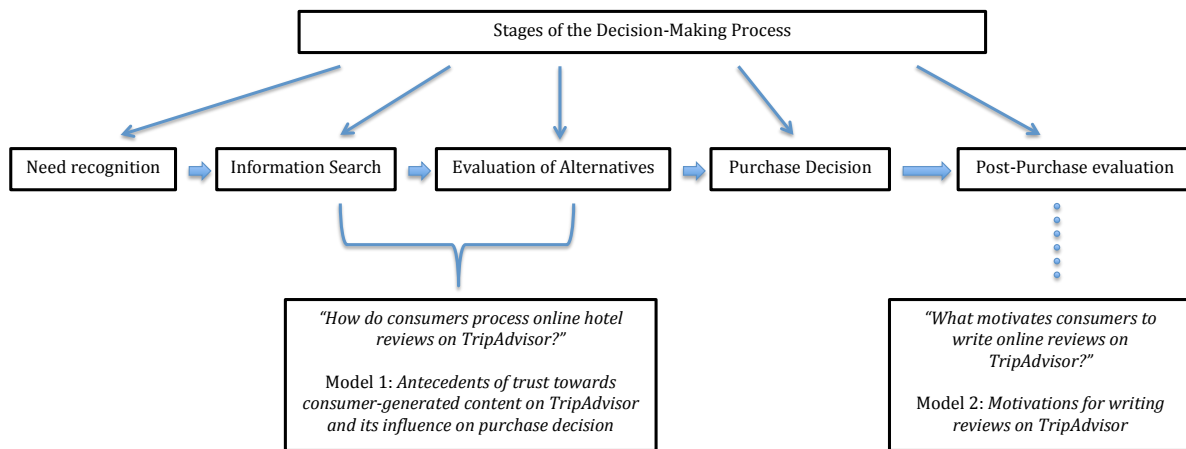 Stages of the Decision-Making Process
Need recognition
Information Search
Evaluation of Alternatives
Purchase Decision
Post-Purchase evaluation
“How do consumers process online hotel
reviews on TripAdvisor?”
Model 1: Antecedents of trust towards
consumer-generated content on TripAdvisor
and its influence on purchase decision
“What motivates consumers to
write online reviews on
TripAdvisor?”
Model 2: Motivations for writing
reviews on TripAdvisor